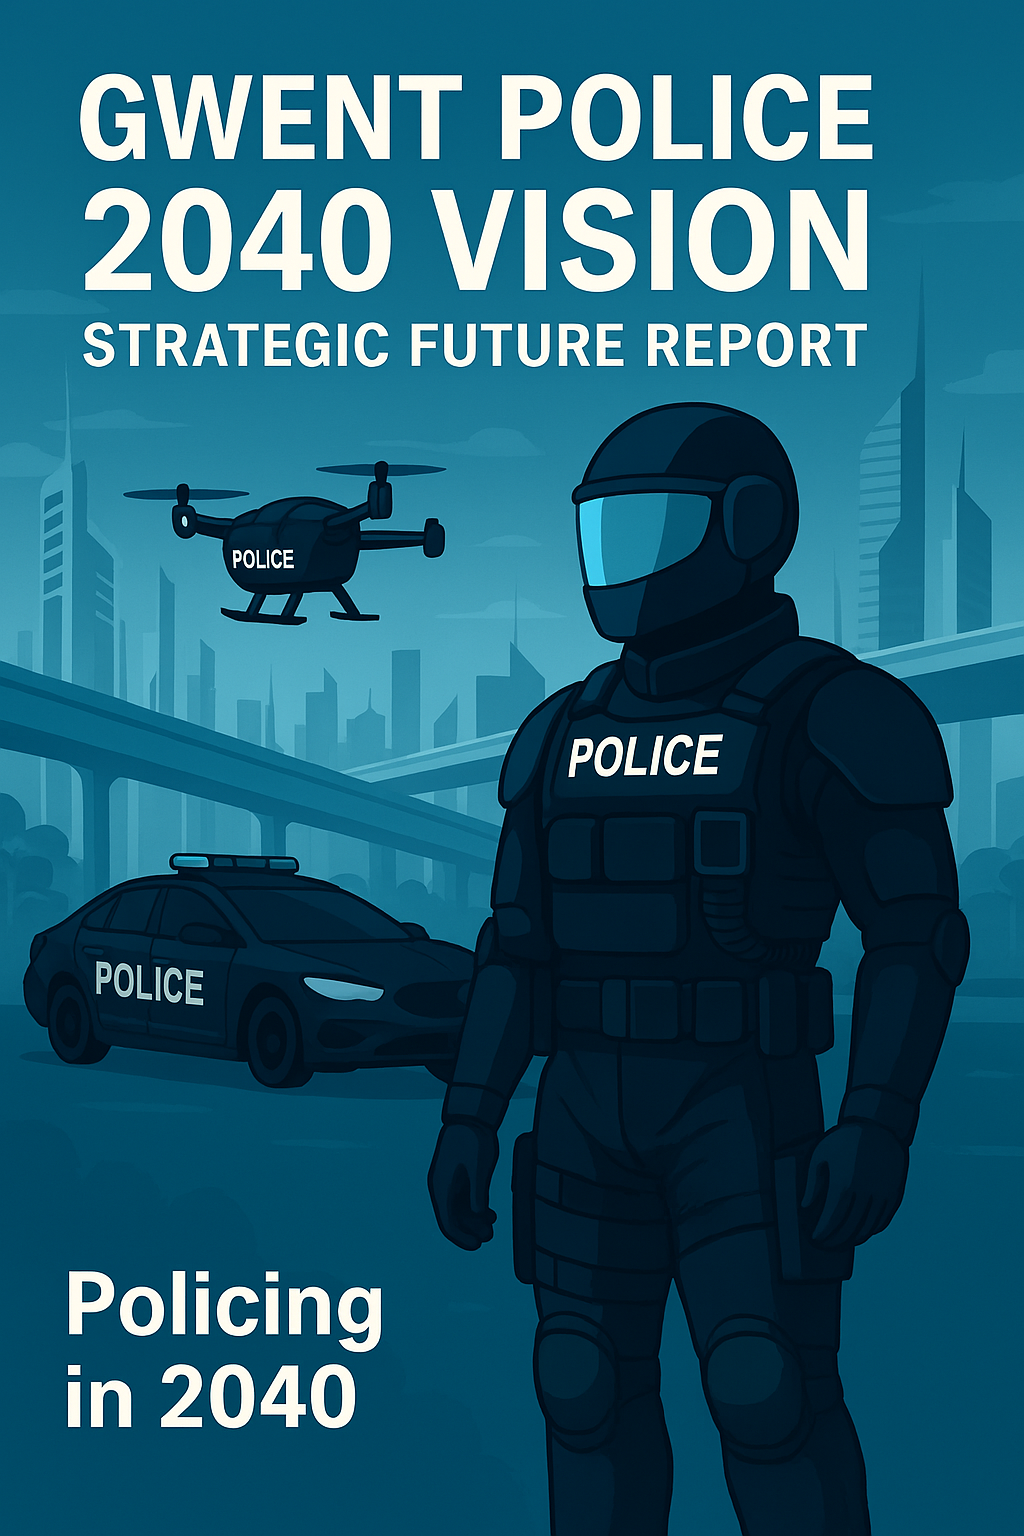 GWENT POLICE
2040 VISION
STRATEGIC FUTURE REPORT
POLICE
POLICE
POLICE
Policing
in 2040